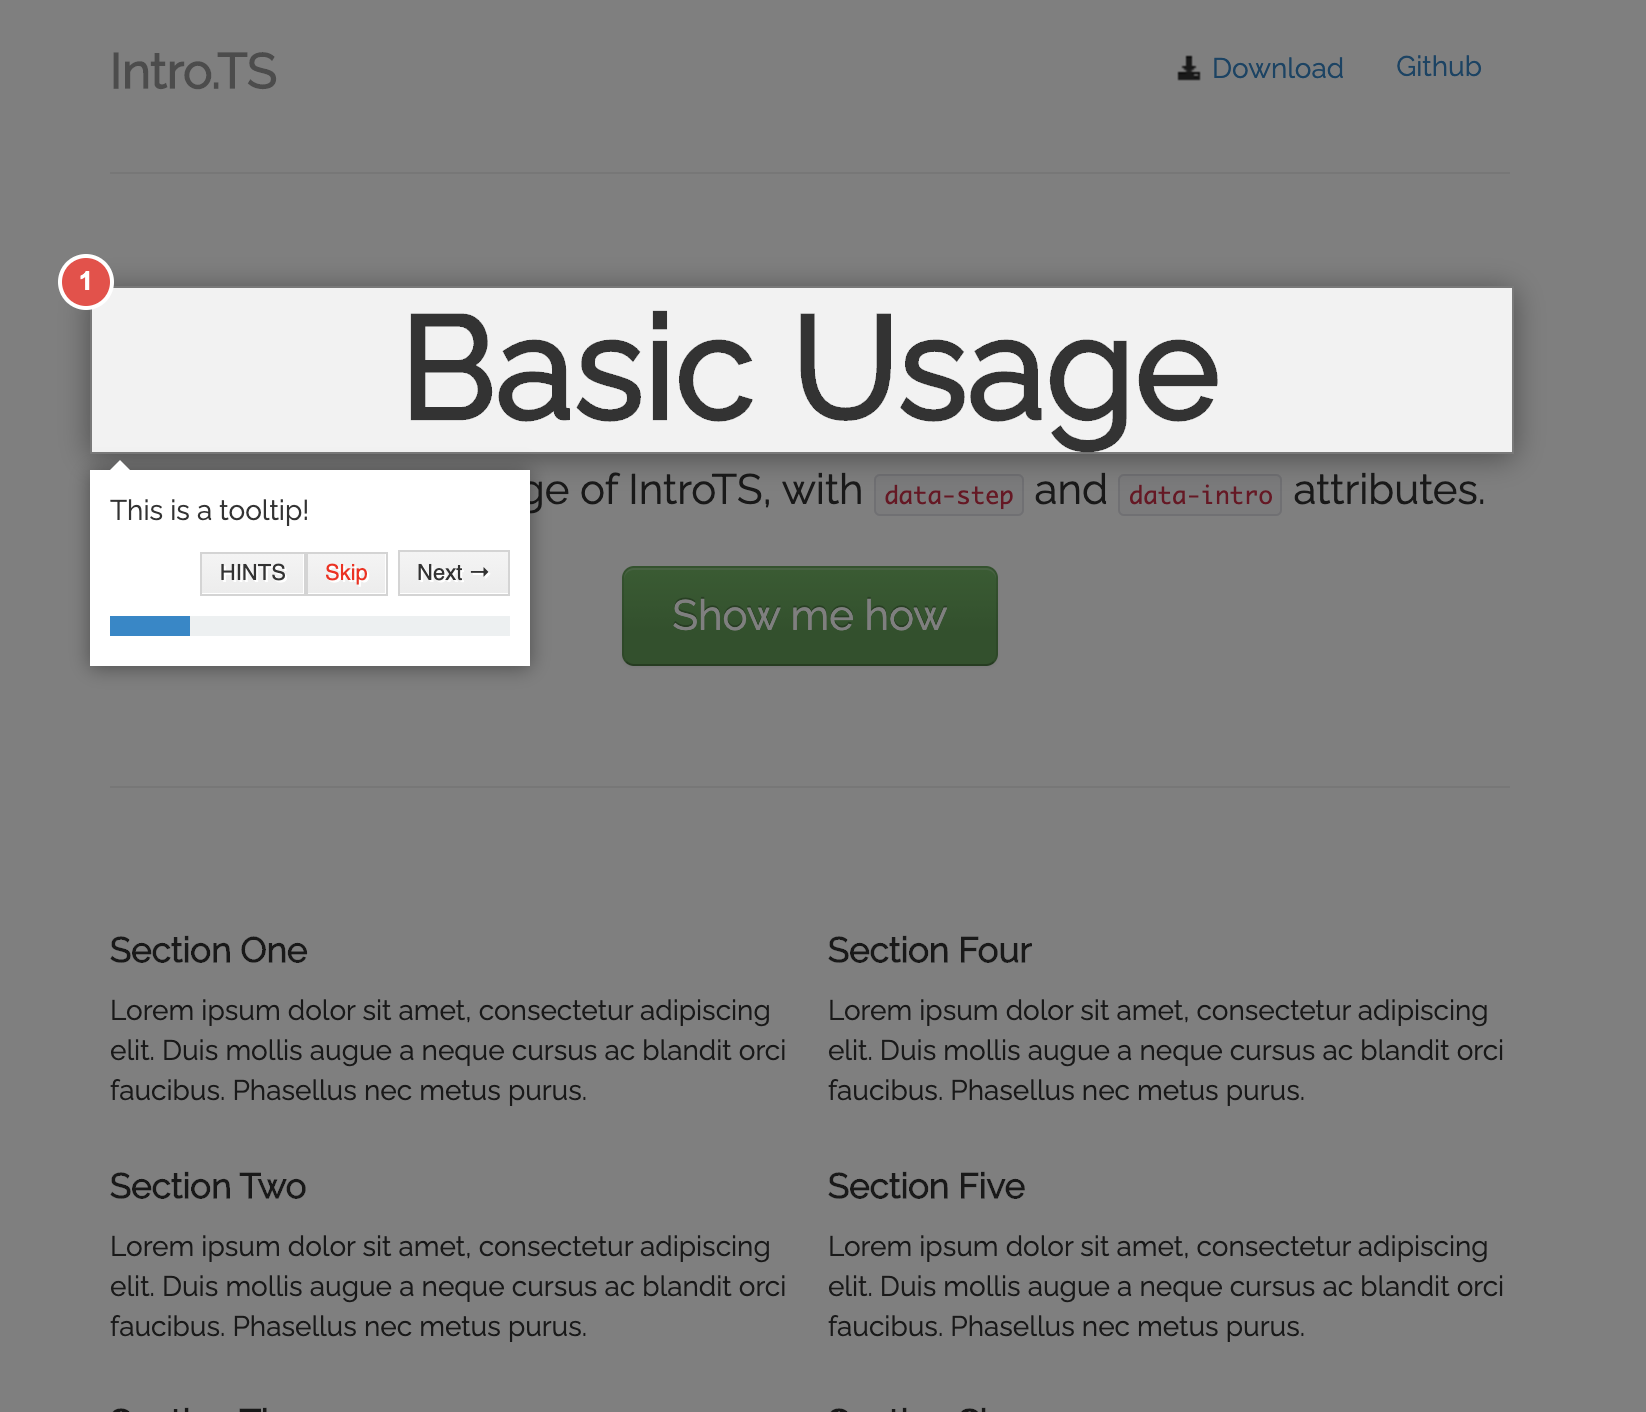 Intro.TS
Download
Github
1
Basic Usage
ge of IntroTS, with data-step and data-intro attributes.
This is a tooltip!
HINTS
Skip
Next →
Show me how
Section One
Lorem ipsum dolor sit amet, consectetur adipiscing
elit. Duis mollis augue a neque cursus ac blandit orci
faucibus. Phasellus nec metus purus.
Section Four
Lorem ipsum dolor sit amet, consectetur adipiscing
elit. Duis mollis augue a neque cursus ac blandit orci
faucibus. Phasellus nec metus purus.
Section Two
Lorem ipsum dolor sit amet, consectetur adipiscing
elit. Duis mollis augue a neque cursus ac blandit orci
faucibus. Phasellus nec metus purus.
Section Five
Lorem ipsum dolor sit amet, consectetur adipiscing
elit. Duis mollis augue a neque cursus ac blandit orci
faucibus. Phasellus nec metus purus.